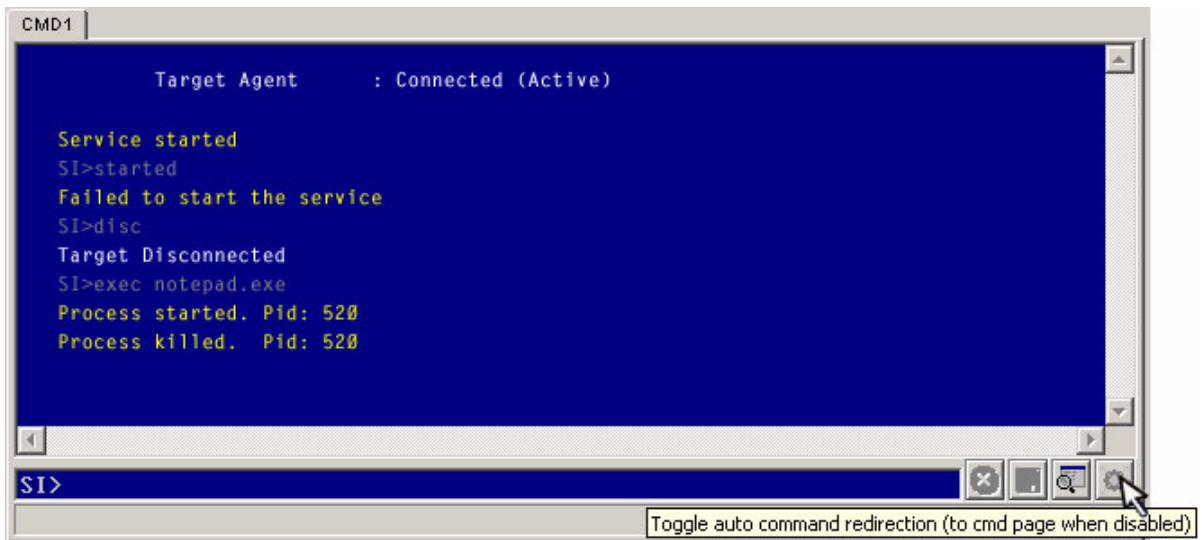 CMD1
Target Agent : Connected (Active)
Service started
SI>started
Failed to start the service
SI>disc
Target Disconnected
SI>exec notepad.exe
Process started. Pid: 520
Process killed. Pid: 520
SI>
Toggle auto command redirection (to cmd page when disabled)